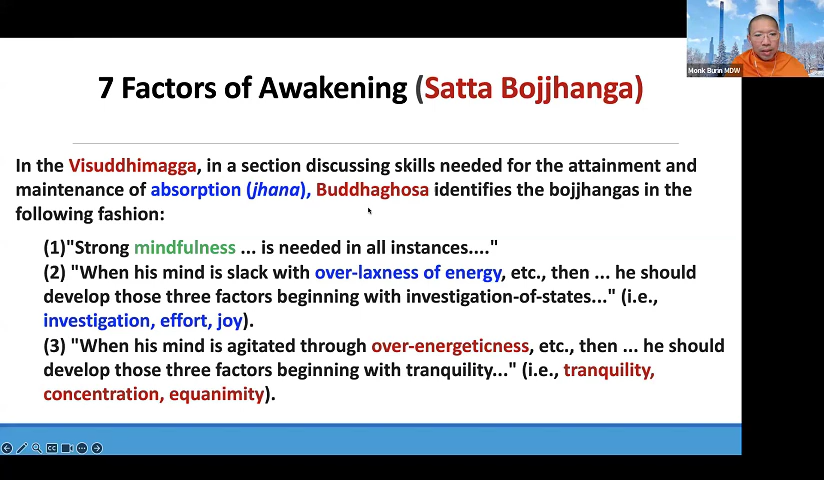 7 Factors of Awakening (Satta Bojjhanga)
In the Visuddhimagga, in a section discussing skills needed for the attainment and
maintenance of absorption (jhana), Buddhaghosa identifies the bojjhangas in the
following fashion:
(1)"Strong mindfulness ... is needed in all instances...."
(2) "When his mind is slack with over-laxness of energy, etc., then ... he should
develop those three factors beginning with investigation-of-states..." (i.e.,
investigation, effort, joy).
(3) "When his mind is agitated through over-energeticness, etc., then ... he should
develop those three factors beginning with tranquility..." (i.e., tranquility,
concentration, equanimity).
Monk Burin MDW
CC